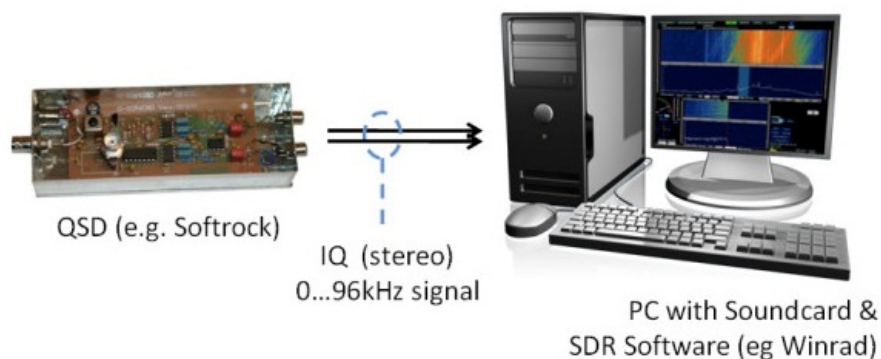 QSD (e.g. Softrock)
IQ (stereo)
0...96kHz signal
PC with Soundcard &
SDR Software (eg Winrad)